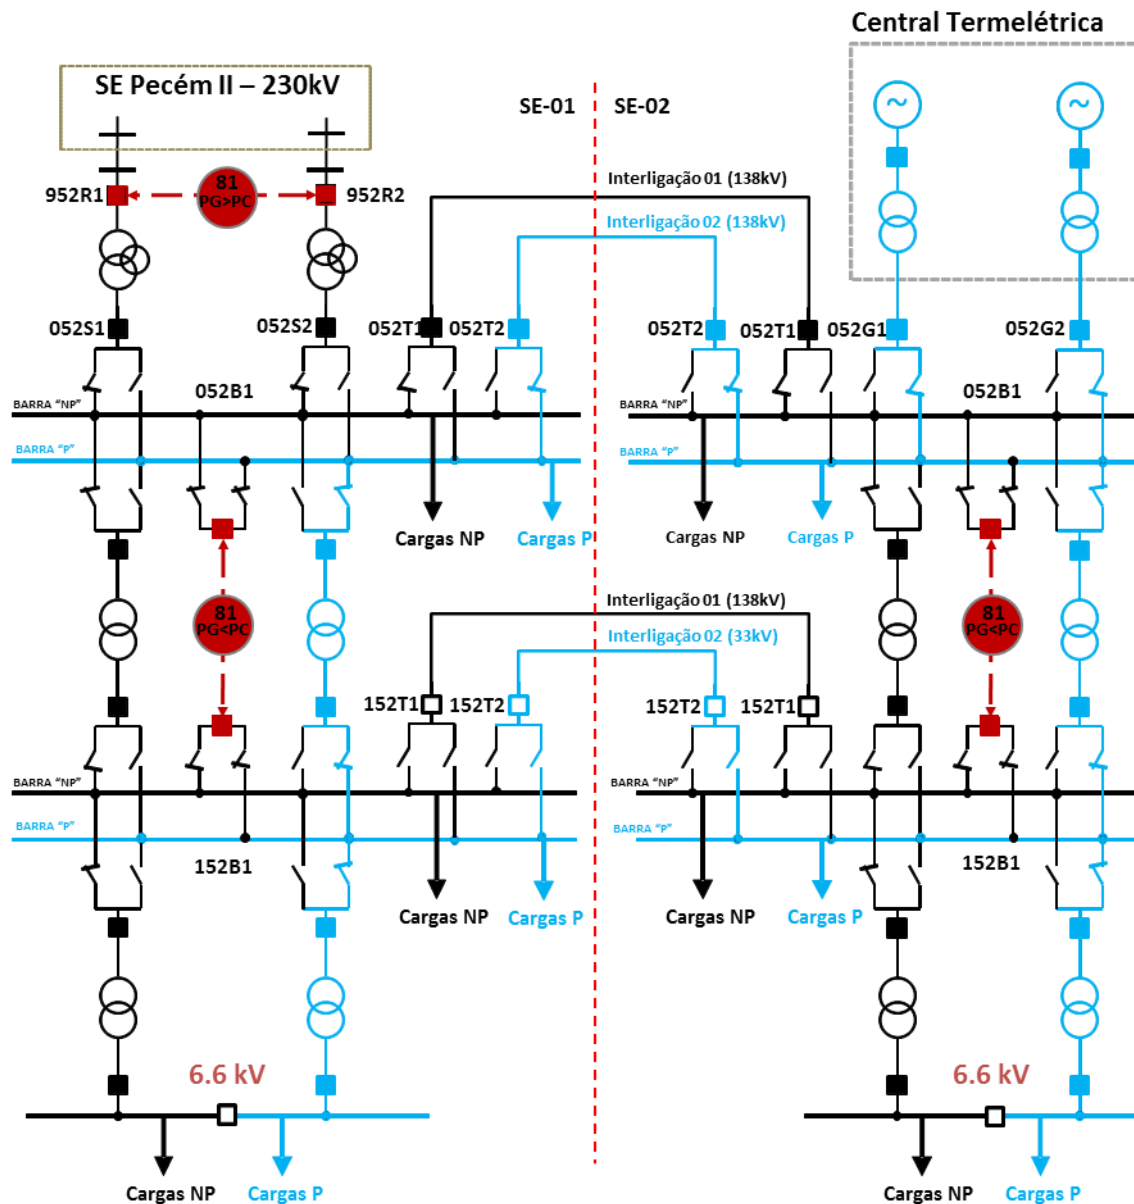 Central Termelétrica
SE Pecém II – 230kV
SE-01
SE-02
~
~
952R1
81
PG>PC
952R2
Interligação 01 (138kV)
Interligação 02 (138kV)
052S1
052S2
052T1
052T2
052T2
052T1
052G1
052G2
052B1
052B1
BARRA "NP"
BARRA "NP"
BARRA "P"
BARRA "P"
Cargas NP
Cargas P
Cargas NP
Cargas P
81
PG<PC
81
PG<PC
Interligação 01 (138kV)
Interligação 02 (33kV)
152T1
152T2
152T2
152T1
BARRA "NP"
BARRA "NP"
BARRA "P"
BARRA "P"
152B1
152B1
Cargas NP
Cargas P
Cargas NP
Cargas P
6.6 kV
6.6 kV
Cargas NP
Cargas P
Cargas NP
Cargas P